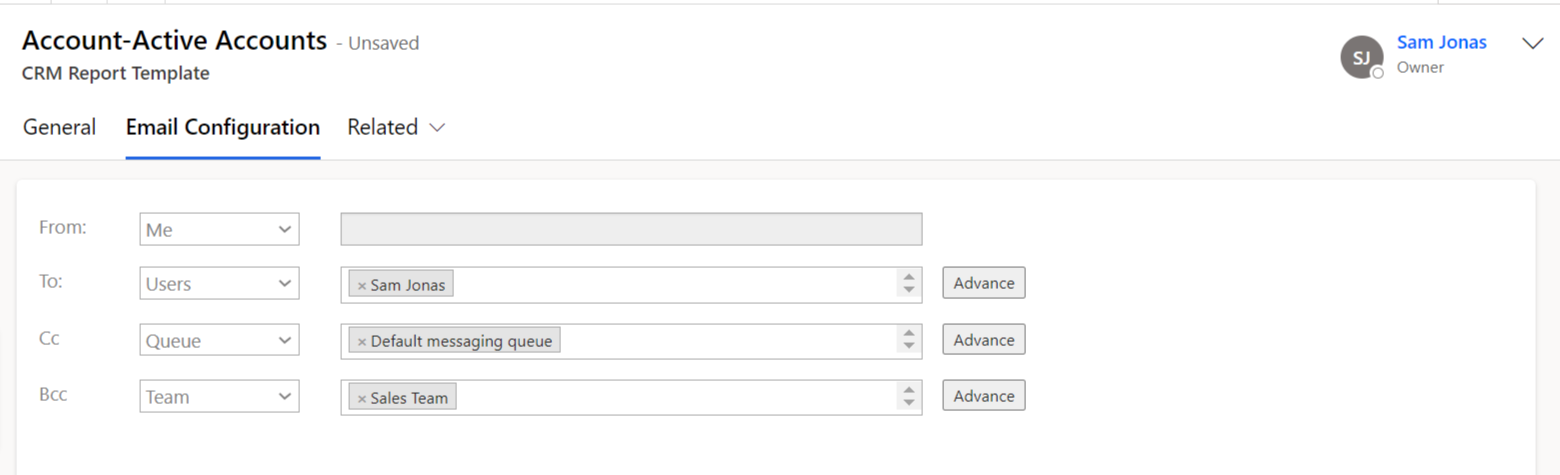 Account-Active Accounts - Unsaved
CRM Report Template
SJ
Sam Jonas
Owner
General Email Configuration Related
From: Me
To: Users × Sam Jonas Advance
Cc Queue × Default messaging queue Advance
Bcc Team × Sales Team Advance